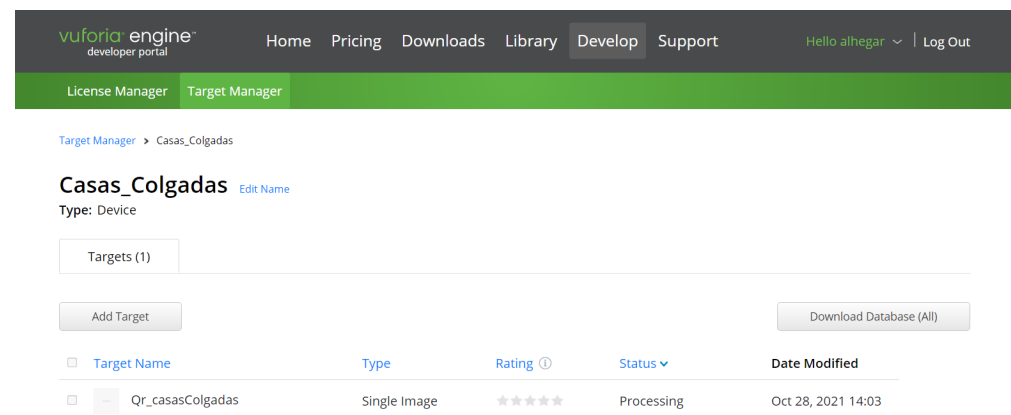 vuforia engine™ Home Pricing Downloads Library Develop Support Hello alhegar Log Out
developer portal
License Manager Target Manager
Target Manager > Casas_Colgadas
Casas_Colgadas Edit Name
Type: Device
Targets (1)
Add Target Download Database (All)
Target Name Type Rating Status Date Modified
Qr_casasColgadas Single Image Processing Oct 28, 2021 14:03